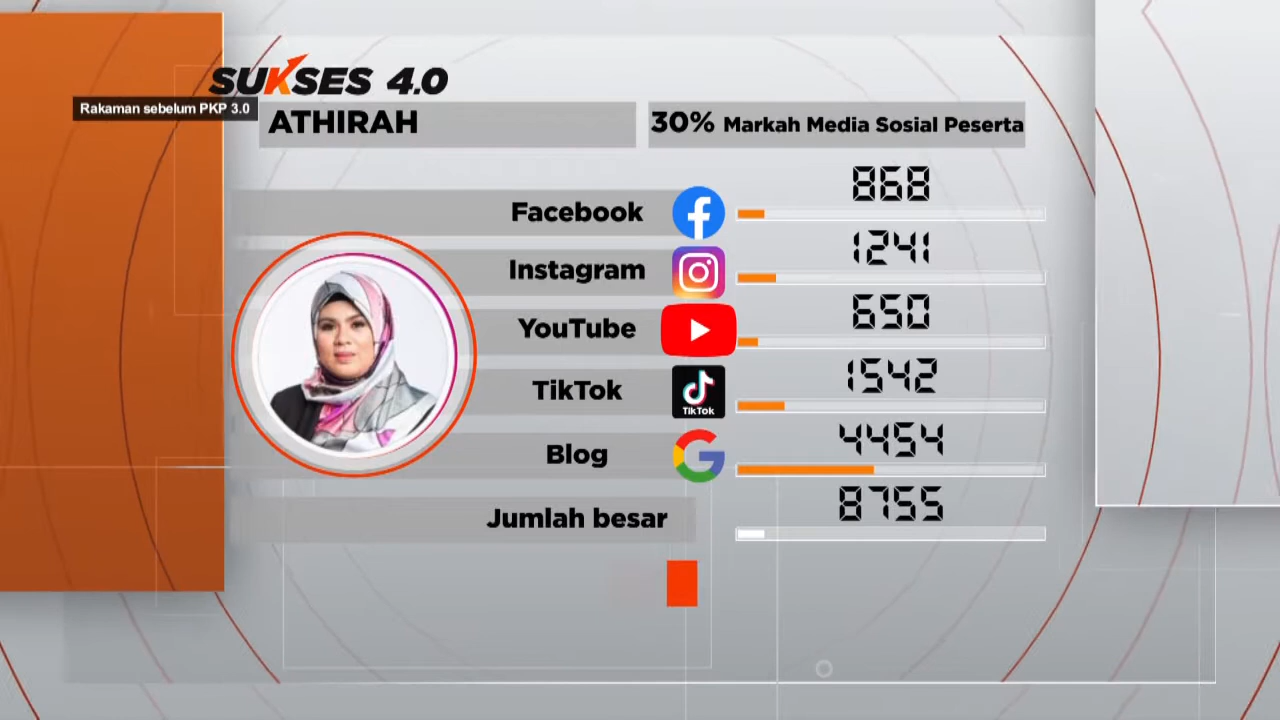 SUKSES 4.0
Rakaman sebelum PKP 3.0
ATHIRAH
30% Markah Media Sosial Peserta
Facebook
868
Instagram
1241
YouTube
650
TikTok
TikTok
1542
Blog
4454
Jumlah besar
8755